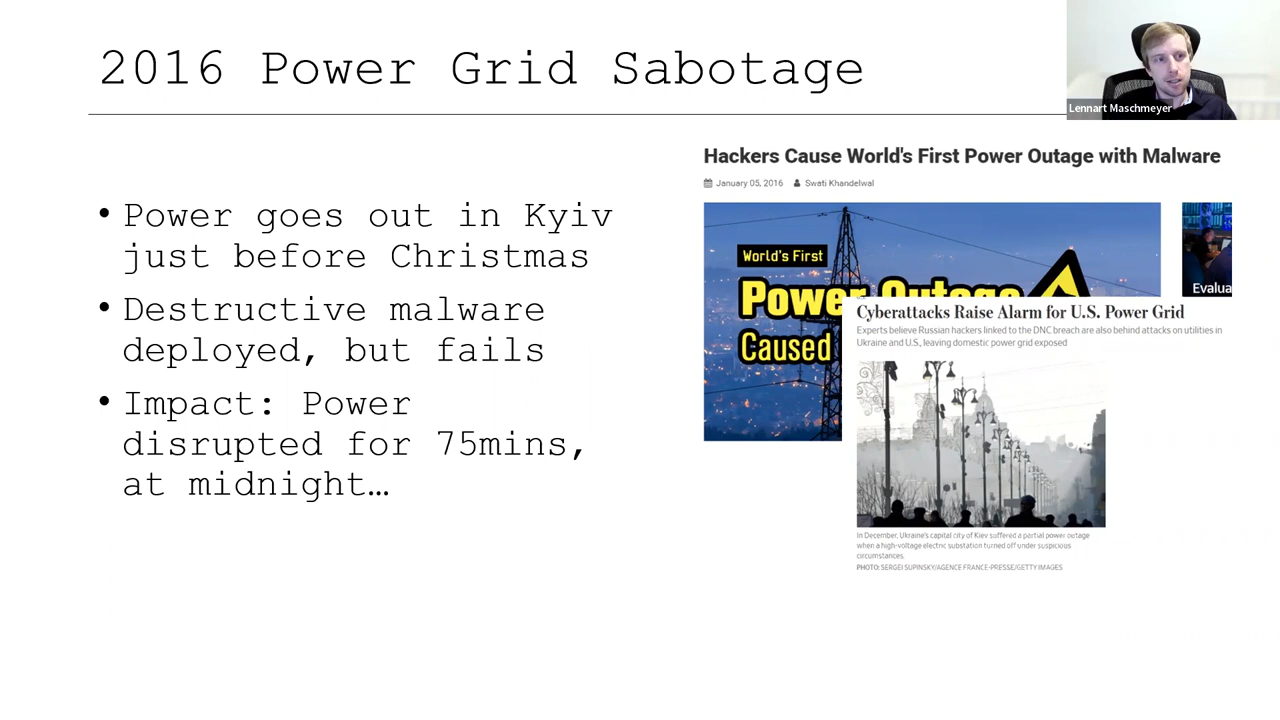 2016 Power Grid Sabotage
Lennart Maschmeyer
• Power goes out in Kyiv
just before Christmas
• Destructive malware
deployed, but fails
• Impact: Power
disrupted for 75mins,
at midnight…
Hackers Cause World's First Power Outage with Malware
January 05, 2016 Swati Khandelwal
World's First
Power Outage
Caused
Evalua
Cyberattacks Raise Alarm for U.S. Power Grid
Experts believe Russian hackers linked to the DNC breach are also behind attacks on utilities in
Ukraine and U.S., leaving domestic power grid exposed
In December, Ukraine's capital city of Kiev suffered a partial power outage
when a high-voltage electric substation turned off under suspicious
circumstances.
PHOTO: SERGEI SUPINSKY/AGENCE FRANCE-PRESSE/GETTY IMAGES